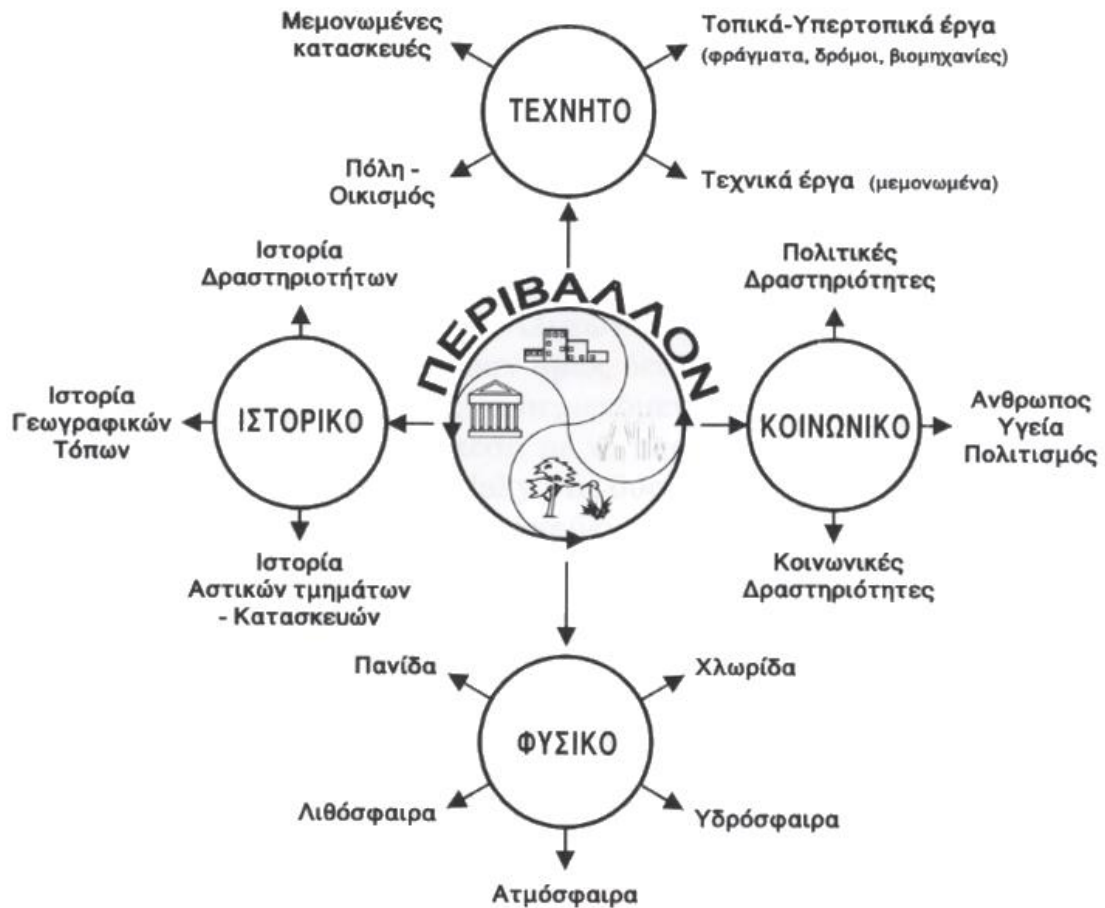 Μεμονωμένες
κατασκευές
Τοπικά-Υπερτοπικά έργα
(φράγματα, δρόμοι, βιομηχανίες)
ΤΕΧΝΗΤΟ
Πόλη -
Οικισμός
Τεχνικά έργα (μεμονωμένα)
Ιστορία
Δραστηριοτήτων
Πολιτικές
Δραστηριότητες
ΠΕΡΙΒΑΛΛΟΝ
Ιστορία
Γεωγραφικών
Τόπων
ΙΣΤΟΡΙΚΟ
ΚΟΙΝΩΝΙΚΟ
Ανθρωπος
Υγεία
Πολιτισμός
Ιστορία
Αστικών τμημάτων
- Κατασκευών
Κοινωνικές
Δραστηριότητες
Πανίδα
Χλωρίδα
ΦΥΣΙΚΟ
Λιθόσφαιρα
Υδρόσφαιρα
Ατμόσφαιρα